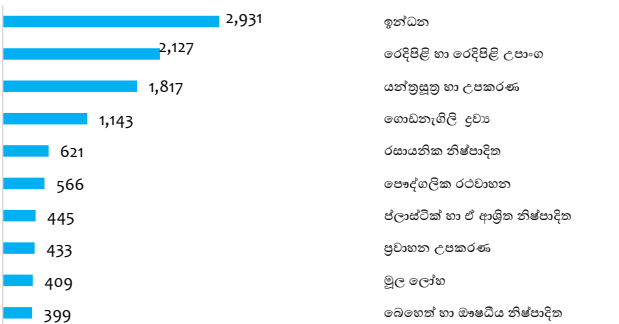 2,931 ඉන්ධන
2,127 රෙදිපිළි හා රෙදිපිළි උපාංග
1,817 යන්ත්‍රසූත්‍ර හා උපකරණ
1,143 ගොඩනැගිලි ද්‍රව්‍ය
621 රසායනික නිෂ්පාදිත
566 පෞද්ගලික රථවාහන
445 ප්ලාස්ටික් හා ඒ ආශ්‍රිත නිෂ්පාදිත
433 ප්‍රවාහන උපකරණ
409 මූල ලෝහ
399 බෙහෙත් හා ඖෂධීය නිෂ්පාදිත